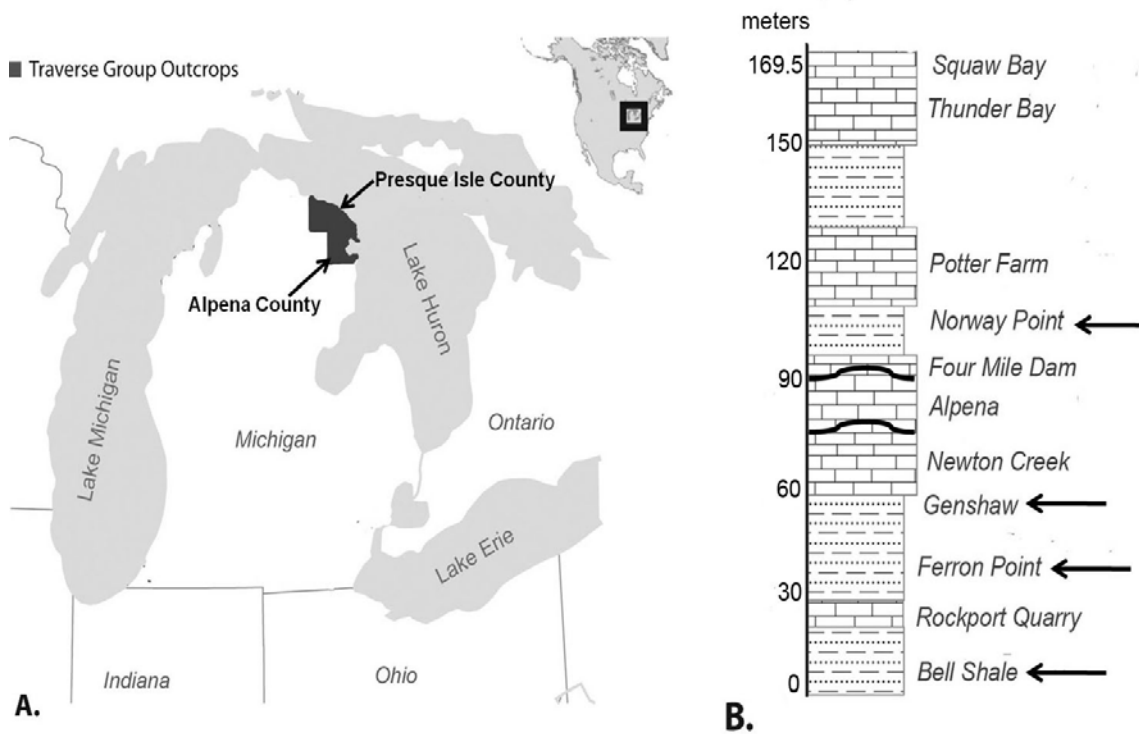 Traverse Group Outcrops
Presque Isle County
Alpena County
Lake Michigan
Lake Huron
Michigan
Ontario
Lake Erie
Indiana
Ohio
A.
meters
169.5
150
120
90
60
30
0
Squaw Bay
Thunder Bay
Potter Farm
Norway Point
Four Mile Dam
Alpena
Newton Creek
Genshaw
Ferron Point
Rockport Quarry
Bell Shale
B.